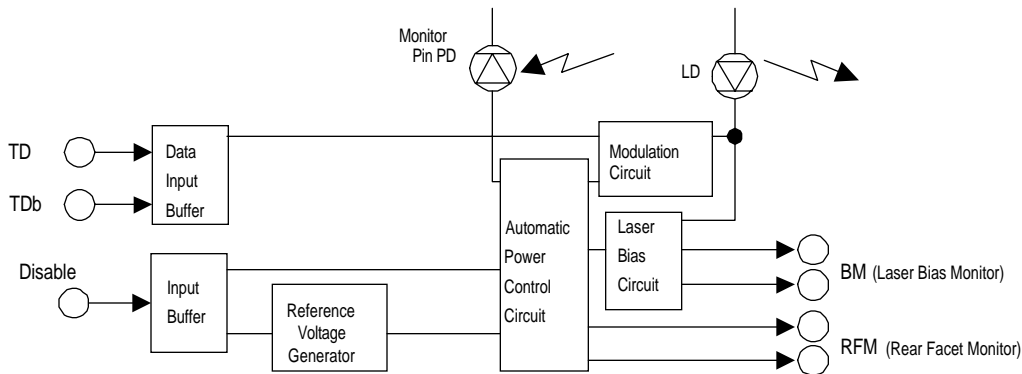 Monitor
Pin PD
LD
TD
TDb
Data
Input
Buffer
Modulation
Circuit
Automatic
Power
Control
Circuit
Laser
Bias
Circuit
Disable
Input
Buffer
Reference
Voltage
Generator
BM (Laser Bias Monitor)
RFM (Rear Facet Monitor)